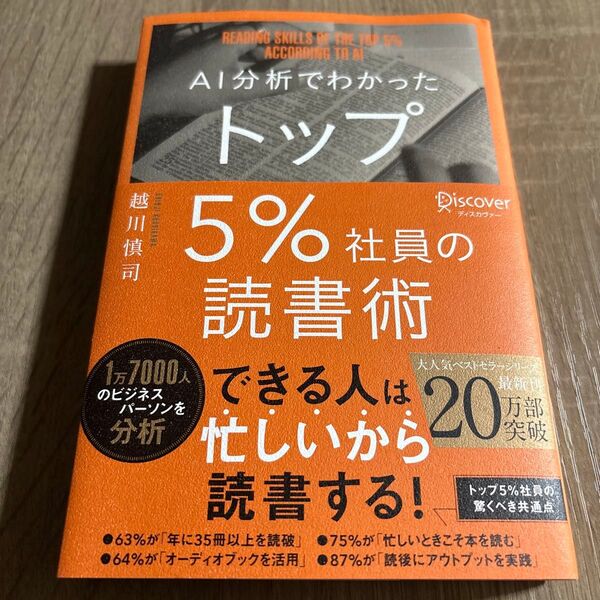 READING SKILLS OF THE TOP 5%
ACCORDING TO AI
AI分析でわかった
トップ
5%社員の
読書術
越川慎司
Discover
ディスカヴァー
1万7000人
のビジネス
パーソンを
分析
できる人は
忙しいから
読書する!
大人気ベストセラーシリーズ
最新刊
20万部
突破
トップ5%社員の
驚くべき共通点
●63%が「年に35冊以上を読破」
●75%が「忙しいときこそ本を読む」
●64%が「オーディオブックを活用」
●87%が「読後にアウトプットを実践」